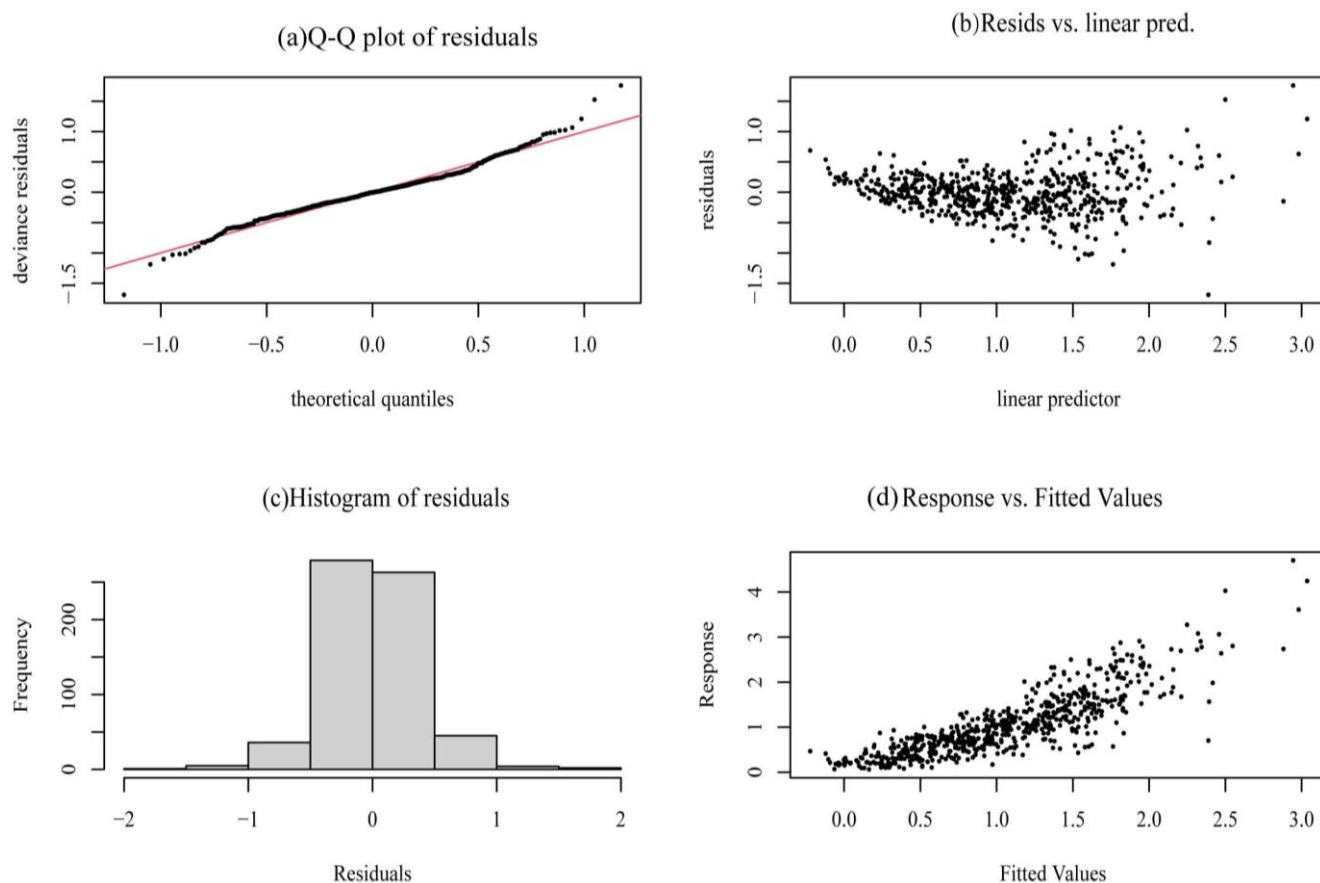 (a)Q-Q plot of residuals
deviance residuals
1.0
0.0
−1.5
−1.0 −0.5 0.0 0.5 1.0
theoretical quantiles
(b)Resids vs. linear pred.
residuals
1.0
0.0
−1.5
0.0 0.5 1.0 1.5 2.0 2.5 3.0
linear predictor
(c)Histogram of residuals
Frequency
200
100
0
−2 −1 0 1 2
Residuals
(d)Response vs. Fitted Values
Response
4
3
2
1
0
0.0 0.5 1.0 1.5 2.0 2.5 3.0
Fitted Values